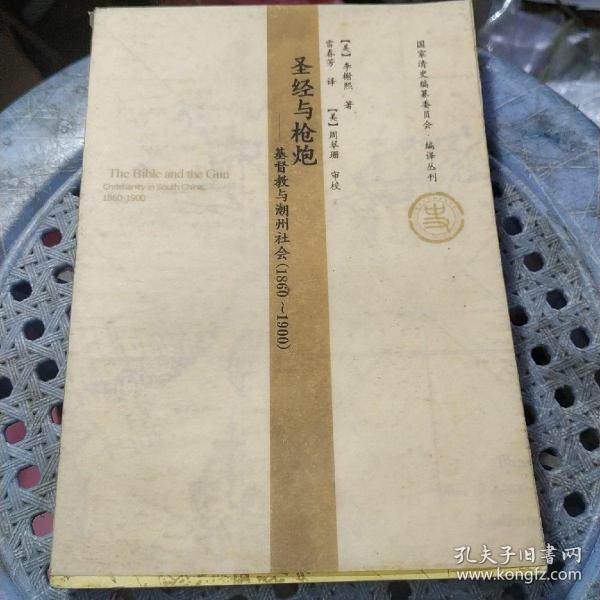 国家清史编纂委员会·编译丛刊
[美] 李榭熙 著
雷春芳 译 [美] 周翠珊 审校
圣经与枪炮
——基督教与潮州社会(1860~1900)
The Bible and the Gun
Christianity in South China,
1860-1900
史
孔夫子旧书网
www.kongfz.com